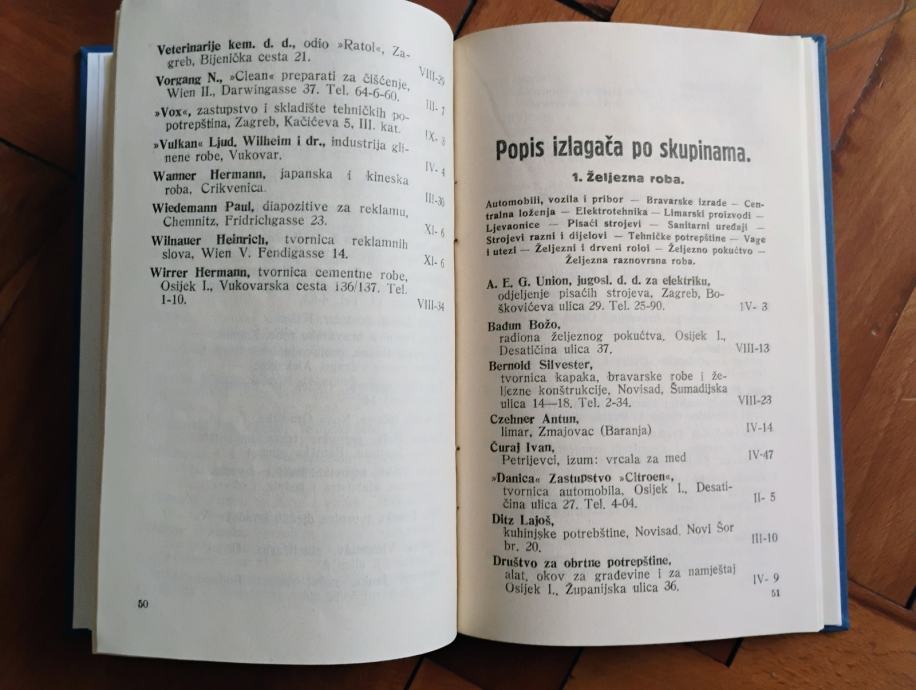 Veterinarije kem. d. d., odio »Ratol«, Za-
greb, Bijenička cesta 21.
VIII-29
Vorgang N., »Clean« preparati za čišćenje,
Wien II., Darwingasse 37. Tel. 64-6-60.
III- 7
»Vox«, zastupstvo i skladište tehničkih po-
potrepština, Zagreb, Kačićeva 5, III. kat.
IX- 8
»Vulkan« Ljud. Wilheim i dr., industrija gli-
nene robe, Vukovar.
IV- 4
Wanner Hermann, japanska i kineska
roba, Crikvenica.
III-30
Wiedemann Paul, diapozitive za reklamu,
Chemnitz, Fridrichgasse 23.
XI- 6
Wilnauer Heinrich, tvornica reklamnih
slova, Wien V. Fendigasse 14.
XI- 6
Wirrer Hermann, tvornica cementne robe,
Osijek I., Vukovarska cesta 136/137. Tel.
1-10.
VIII-34
50
Popis izlagača po skupinama.
1. Željezna roba.
Automobili, vozila i pribor — Bravarske izrade — Cen-
tralna loženja — Elektrotehnika — Limarski proizvodi —
Ljevaonice — Pisaći strojevi — Sanitarni uređaji —
Strojevi razni i dijelovi — Tehničke potrepštine — Vage
i utezi — Željezni i drveni roloi — Željezno pokućtvo —
Željezna raznovrsna roba.
A. E. G. Union, jugosl. d. d. za elektriku,
odjeljenje pisaćih strojeva, Zagreb, Bo-
škovićeva ulica 29. Tel. 25-90.
IV- 3
Bađun Božo,
radiona željeznog pokućtva, Osijek I.,
Desatičina ulica 37.
VIII-13
Bernold Silvester,
tvornica kapaka, bravarske robe i že-
ljezne konštrukcije, Novisad, Šumadijska
ulica 14—18. Tel. 2-34.
VIII-23
Czehner Antun,
limar, Zmajovac (Baranja)
IV-14
Ćuraj Ivan,
Petrijevci, izum: vrcala za med
IV-47
»Danica« Zastupstvo »Citroen«,
tvornica automobila, Osijek I., Desati-
čina ulica 27. Tel. 4-04.
II- 5
Ditz Lajoš,
kuhinjske potrebštine, Novisad, Novi Šor
br. 20.
III-10
Društvo za obrtne potrepštine,
alat, okov za građevine i za namještaj
Osijek I., Županijska ulica 36.
IV- 9
51